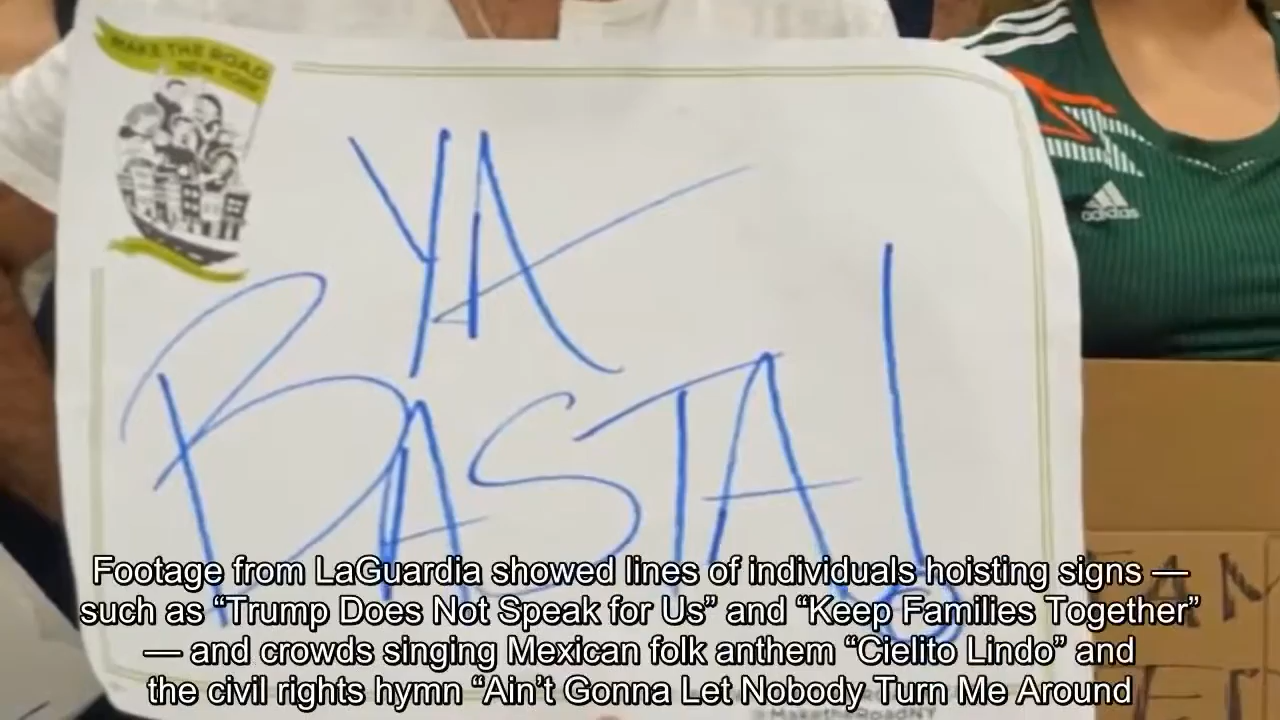 MAKE THE ROAD
NEW YORK
YA
BASTA!
adidas
Footage from LaGuardia showed lines of individuals hoisting signs —
such as “Trump Does Not Speak for Us” and “Keep Families Together”
— and crowds singing Mexican folk anthem “Cielito Lindo” and
the civil rights hymn “Ain’t Gonna Let Nobody Turn Me Around
@MaketheRoadNY